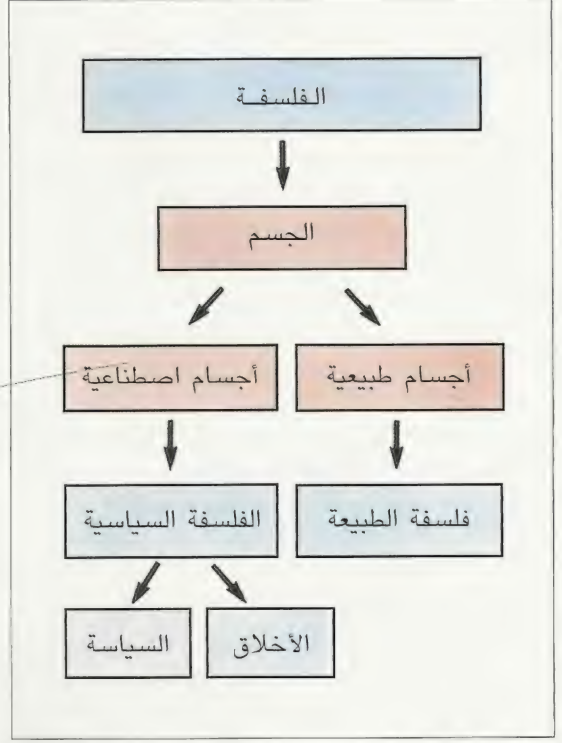 الفلسفة
الجسم
أجسام طبيعية
أجسام اصطناعية
فلسفة الطبيعة
الفلسفة السياسية
الأخلاق
السياسة